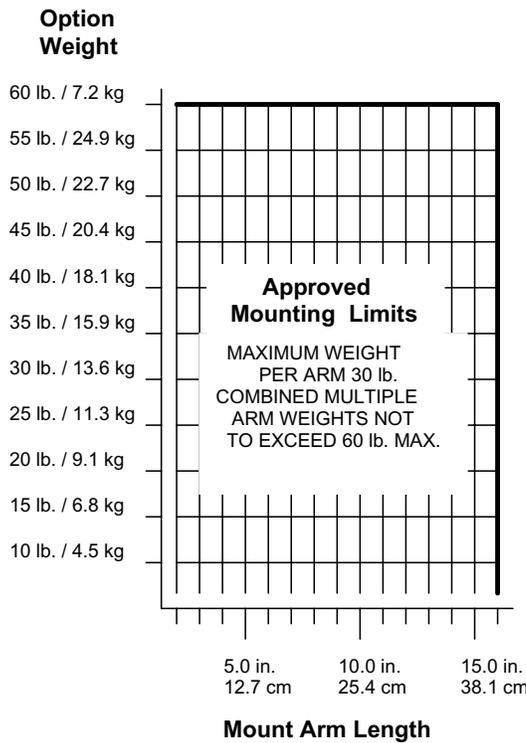 Option
Weight
60 lb. / 7.2 kg
55 lb. / 24.9 kg
50 lb. / 22.7 kg
45 lb. / 20.4 kg
40 lb. / 18.1 kg
35 lb. / 15.9 kg
30 lb. / 13.6 kg
25 lb. / 11.3 kg
20 lb. / 9.1 kg
15 lb. / 6.8 kg
10 lb. / 4.5 kg
Approved
Mounting Limits
MAXIMUM WEIGHT
PER ARM 30 lb.
COMBINED MULTIPLE
ARM WEIGHTS NOT
TO EXCEED 60 lb. MAX.
5.0 in. 10.0 in. 15.0 in.
12.7 cm 25.4 cm 38.1 cm
Mount Arm Length